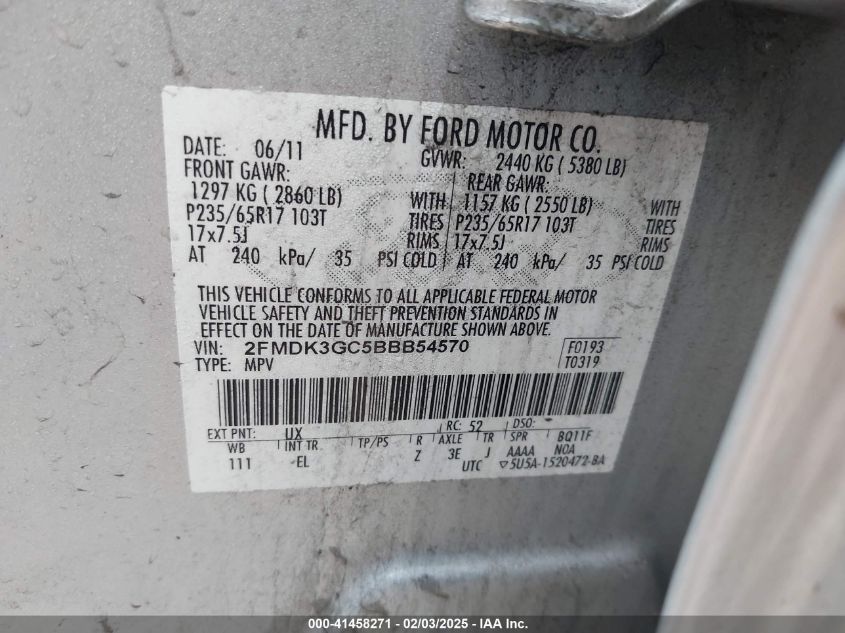 MFD. BY FORD MOTOR CO.
DATE: 06/11 GVWR: 2440 KG ( 5380 LB)
FRONT GAWR: REAR GAWR:
1297 KG ( 2860 LB) WITH 1157 KG ( 2550 LB) WITH
P235/65R17 103T TIRES P235/65R17 103T TIRES
17x7.5J RIMS 17x7.5J RIMS
AT 240 kPa/ 35 PSI COLD AT 240 kPa/ 35 PSI COLD
THIS VEHICLE CONFORMS TO ALL APPLICABLE FEDERAL MOTOR
VEHICLE SAFETY AND THEFT PREVENTION STANDARDS IN
EFFECT ON THE DATE OF MANUFACTURE SHOWN ABOVE.
VIN: 2FMDK3GC5BBB54570 F0193
TYPE: MPV T0319
EXT PNT: UX RC: 52 DSO:
WB INT TR TP/PS R AXLE TR SPR BQ11F
111 EL Z 3E J AAAA NOA
UTC ▽5U5A-1520472-BA
IAA #: 41458271 - 02/03/2025 - IAA Inc.